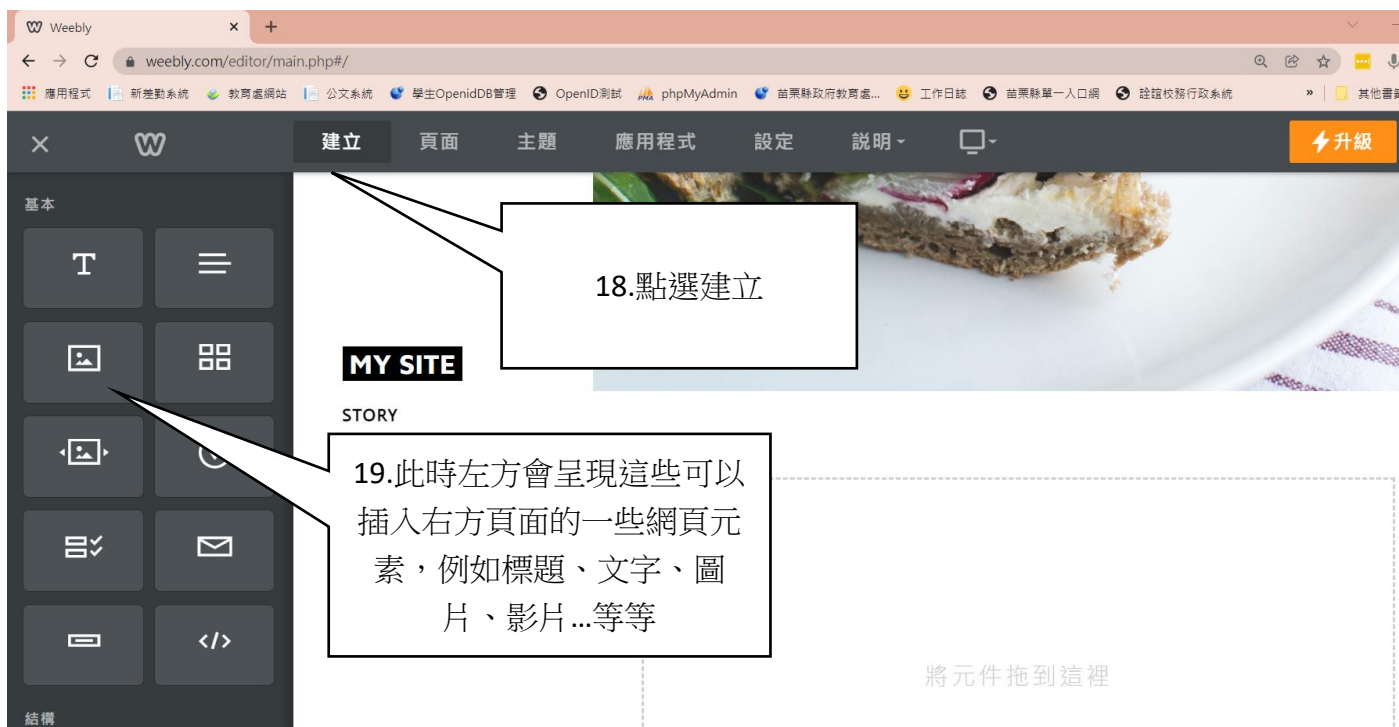 Weebly
weebly.com/editor/main.php#/
應用程式 新差勤系統 教育處網站 公文系統 學生OpenidDB管理 OpenID測試 phpMyAdmin 苗栗縣政府教育處... 工作日誌 苗栗縣單一入口網 詮誼校務行政系統 » 其他書
建立 頁面 主題 應用程式 設定 説明 升級
基本
18.點選建立
MY SITE
STORY
19.此時左方會呈現這些可以
插入右方頁面的一些網頁元
素，例如標題、文字、圖
片、影片…等等
將元件拖到這裡
結構